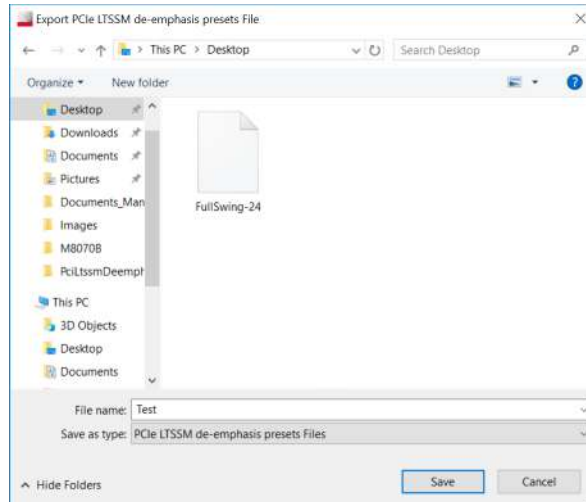 Export PCIe LTSSM de-emphasis presets File
This PC > Desktop
Search Desktop
Organize
New folder
Desktop
Downloads
Documents
Pictures
Documents_Man
Images
M8070B
PciLtssmDeempl
This PC
3D Objects
Desktop
Documents
FullSwing-24
File name: Test
Save as type: PCIe LTSSM de-emphasis presets Files
Hide Folders
Save
Cancel